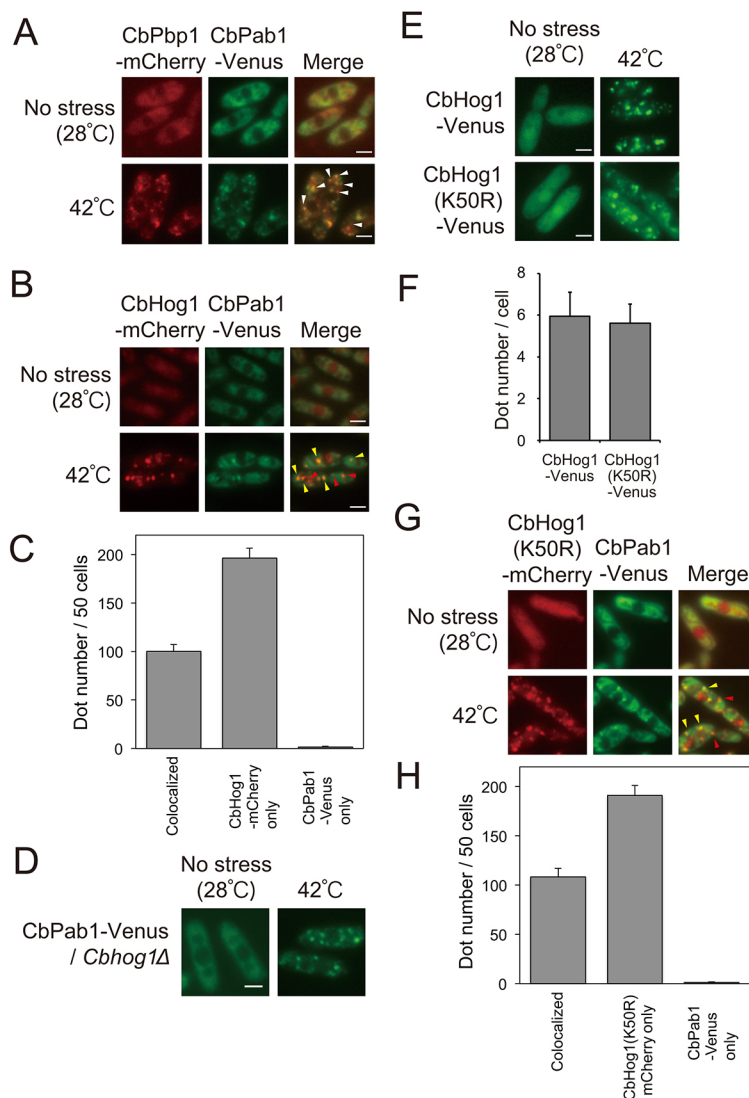 A
CbPbp1 CbPab1
-mCherry -Venus Merge
No stress
(28°C)
42°C
B
CbHog1 CbPab1
-mCherry -Venus Merge
No stress
(28°C)
42°C
C
Dot number / 50 cells
200
150
100
50
0
Colocalized
CbHog1
-mCherry
only
CbPab1
-Venus
only
D
No stress
(28°C) 42°C
CbPab1-Venus
/ Cbhog1Δ
E
No stress
(28°C) 42°C
CbHog1
-Venus
CbHog1
(K50R)
-Venus
F
Dot number / cell
8
6
4
2
0
CbHog1
-Venus
CbHog1
(K50R)
-Venus
G
CbHog1
(K50R) CbPab1
-mCherry -Venus Merge
No stress
(28°C)
42°C
H
Dot number / 50 cells
200
150
100
50
0
Colocalized
CbHog1(K50R)
mCherry only
CbPab1
-Venus
only